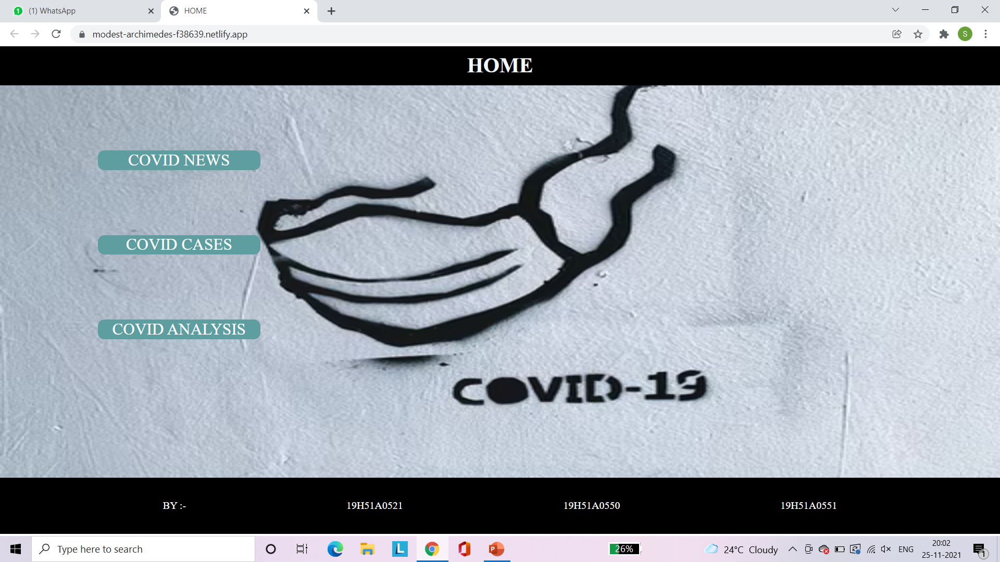 (1) WhatsApp
HOME
modest-archimedes-f38639.netlify.app
S
HOME
COVID NEWS
COVID CASES
COVID ANALYSIS
COVID-19
BY :-
19H51A0521
19H51A0550
19H51A0551
Type here to search
L
P
26%
24°C Cloudy
ENG
20:02
25-11-2021
1